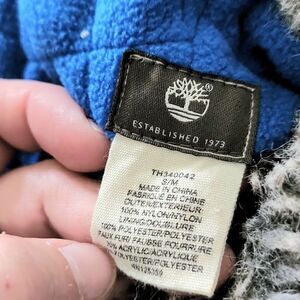 ESTABLISHED 1973
TH340042
S/M
MADE IN CHINA
FABRIQUÉ EN CHINE
OUTER/EXTÉRIEUR
100% NYLON/NYLON
LINING/DOUBLURE
100% POLYESTER/POLYESTER
FAUX FUR/ FAUSSE FOURRURE
70% ACRYLIC/ACRYLIQUE
POLYESTER/POLYESTER